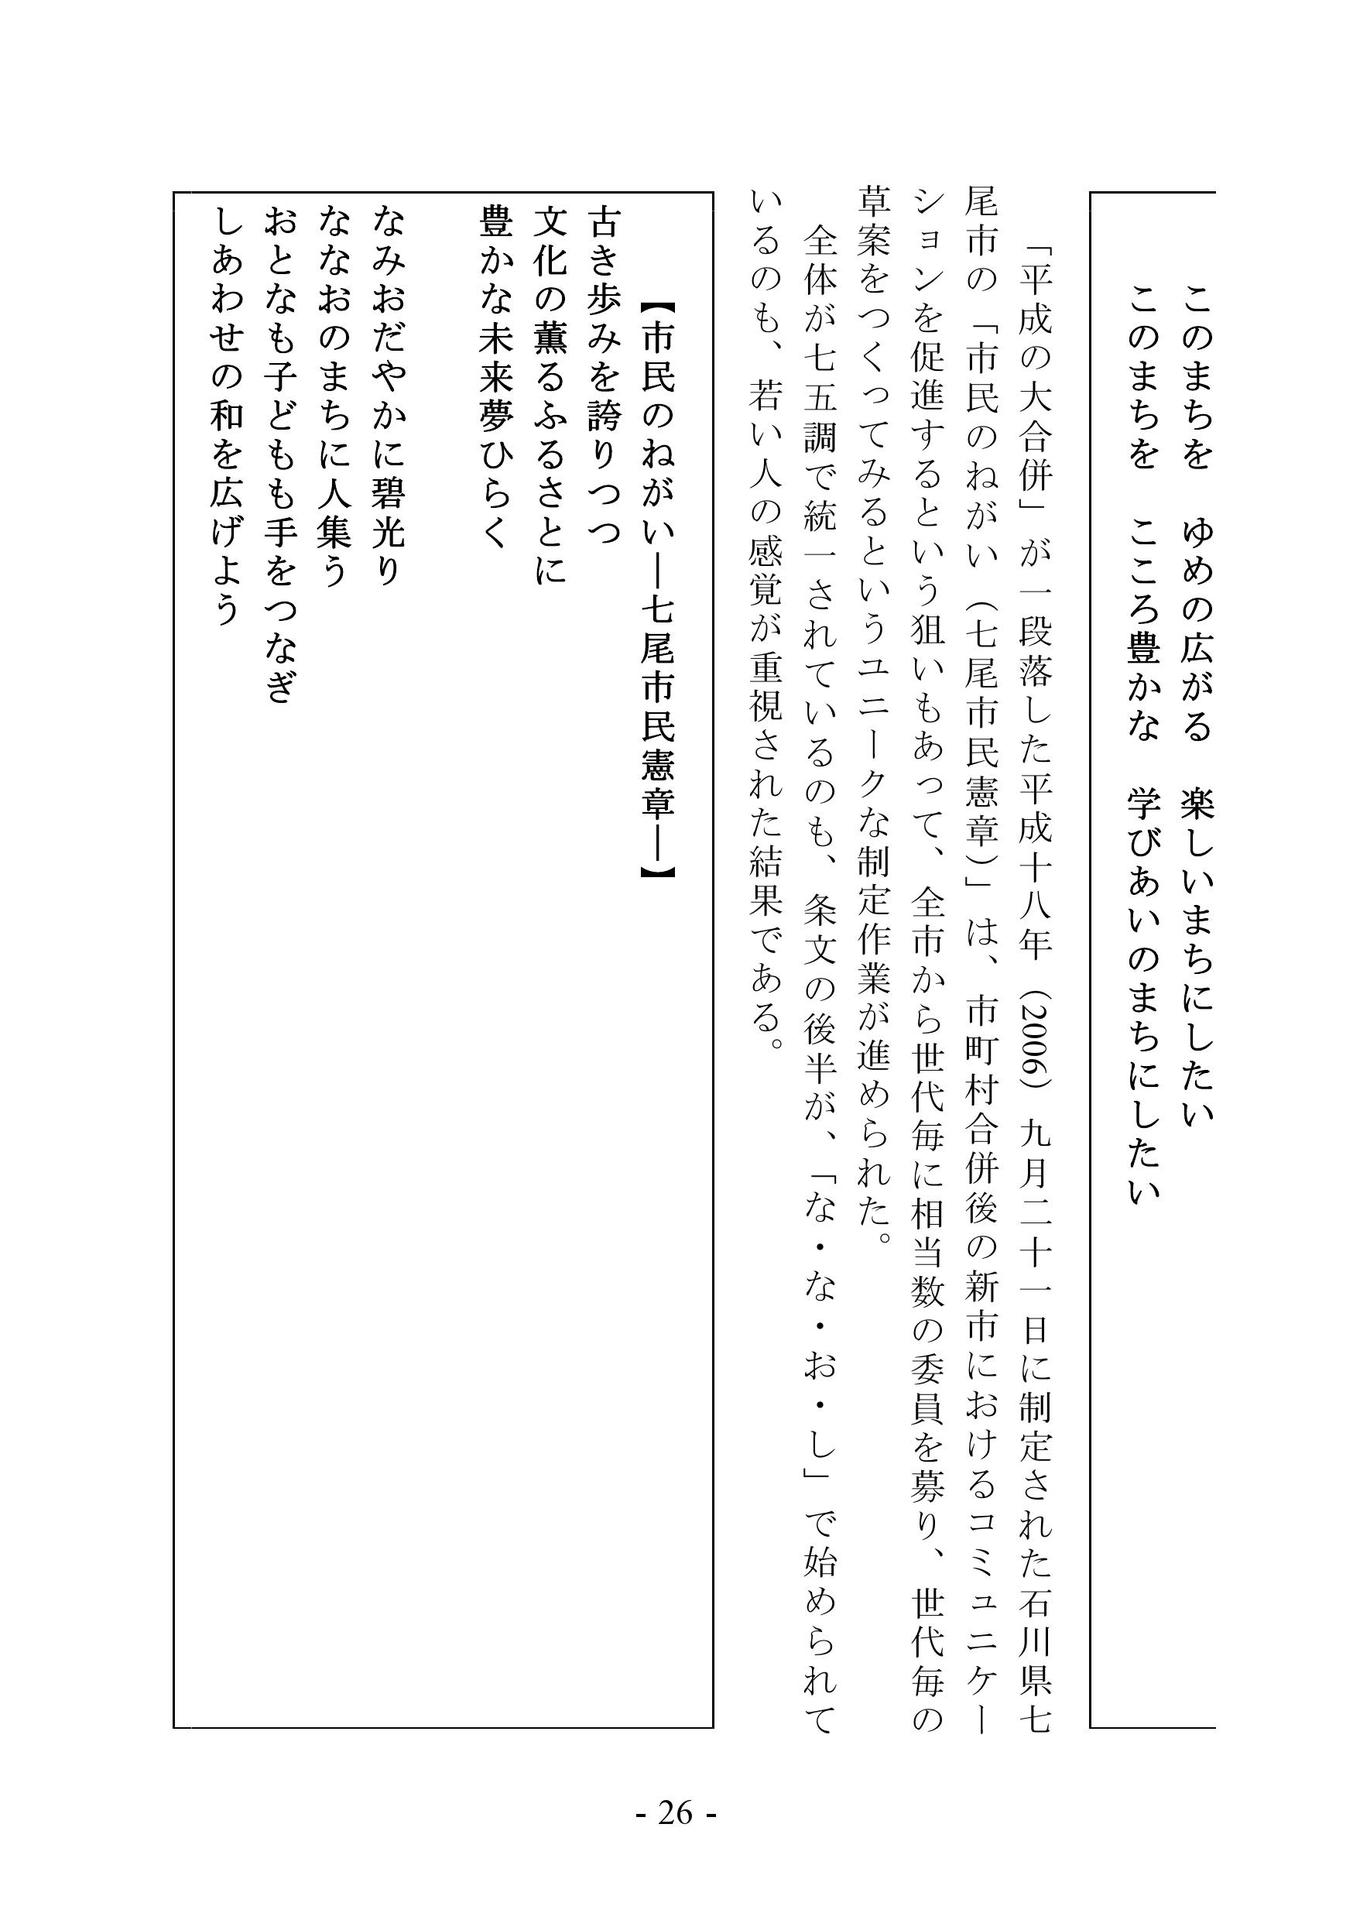 このまちを　ゆめの広がる　楽しいまちにしたい
このまちを　こころ豊かな　学びあいのまちにしたい
「平成の大合併」が一段落した平成十八年（2006）九月二十一日に制定された石川県七
尾市の「市民のねがい（七尾市民憲章）」は、市町村合併後の新市におけるコミュニケー
ションを促進するという狙いもあって、全市から世代毎に相当数の委員を募り、世代毎の
草案をつくってみるというユニークな制定作業が進められた。
全体が七五調で統一されているのも、条文の後半が、「な・な・お・し」で始められて
いるのも、若い人の感覚が重視された結果である。
【市民のねがい―七尾市民憲章―】
古き歩みを誇りつつ
文化の薫るふるさとに
豊かな未来夢ひらく
なみおだやかに碧光り
ななおのまちに人集う
おとなも子どもも手をつなぎ
しあわせの和を広げよう
- 26 -